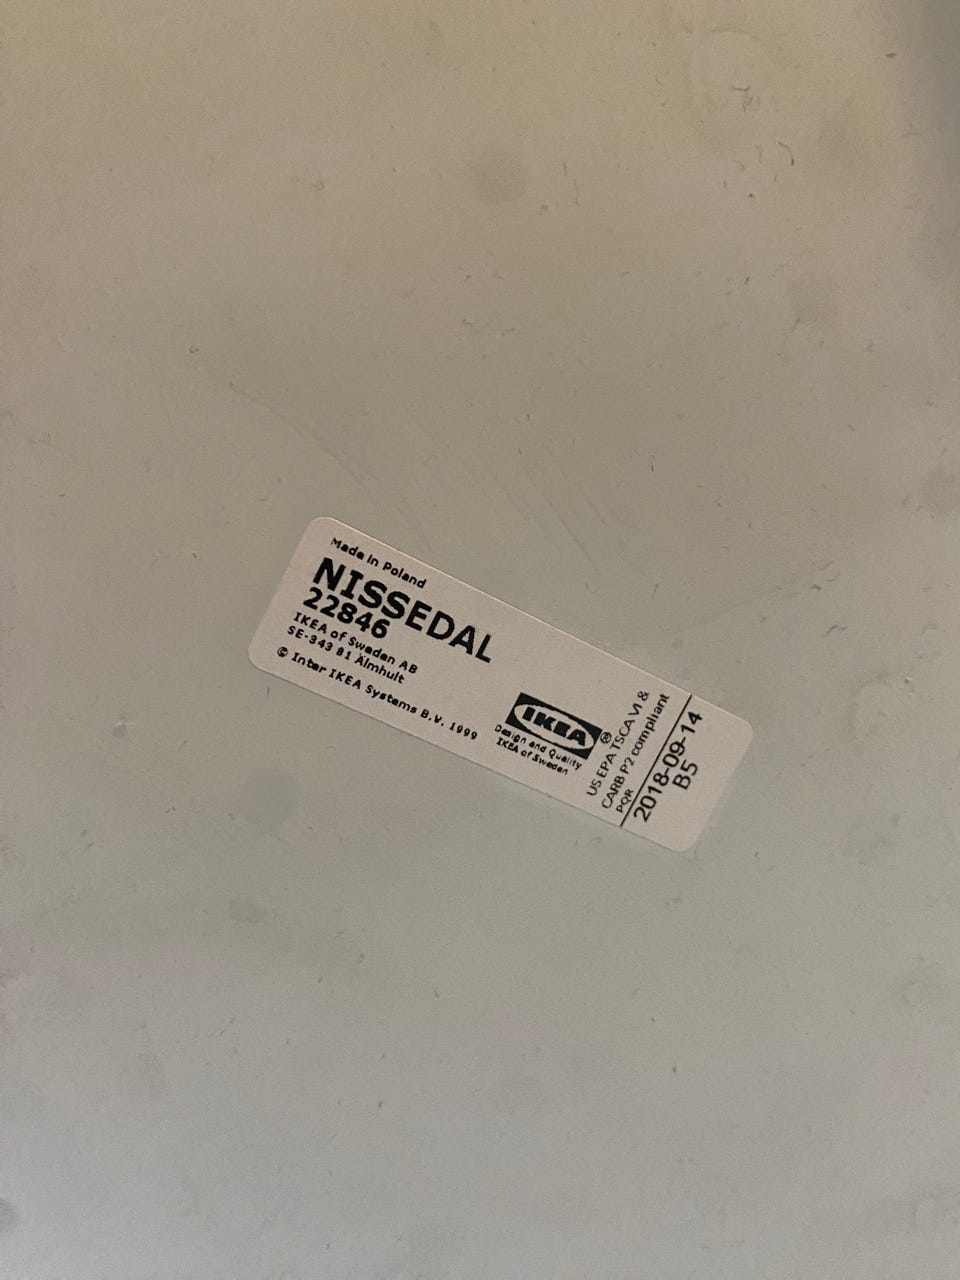 Made in Poland
NISSEDAL
22846
IKEA of Sweden AB
SE-343 81 Älmhult
© Inter IKEA Systems B.V. 1999
IKEA®
Design and Quality
IKEA of Sweden
US EPA TSCA VI &
CARB P2 compliant
PQR
2018-09-14
B5